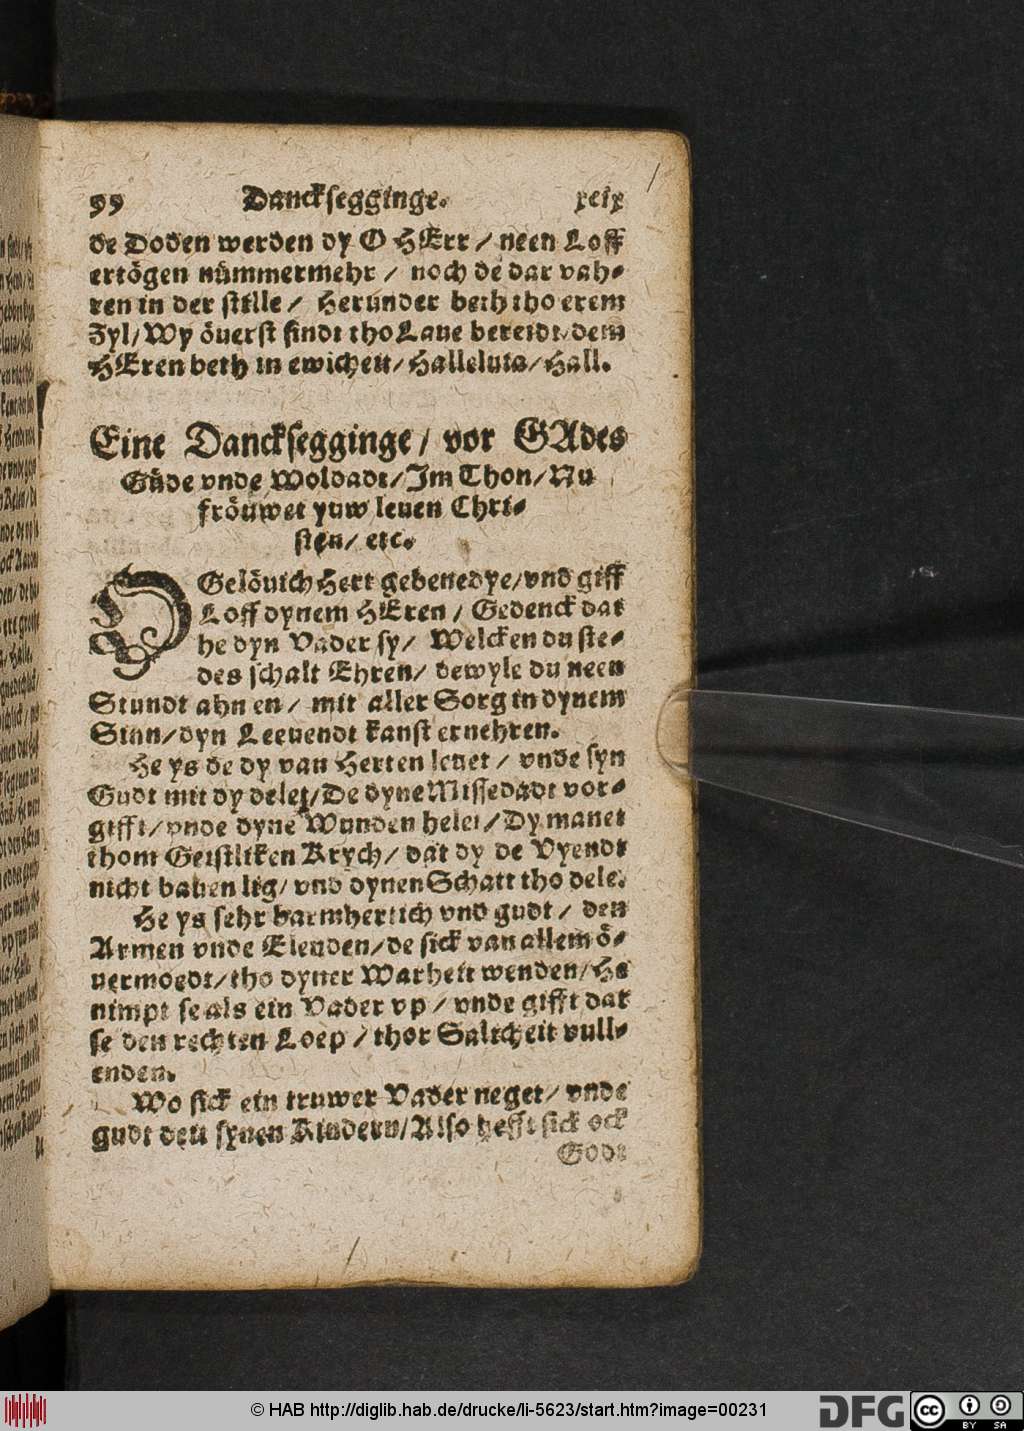 99 Dancksegginge. xcix
de Doden werden dy O HErr / neen Loff
ertögen nümmermehr / noch de dar vah-
ren in der stille / Herunder beth tho erem
Zyl / Wy öuerst sindt tho Laue bereidt dem
HEren beth in ewicheit / Halleluia / Hall.
Eine Dancksegginge / vor GAdes
Güde vnde Woldadt / Im Thon / Nu
fröuwet yuw leuen Chri-
sten / etc.
O Gelöuich Hert gebenedye / vnd giff
Loff dynem HEren / Gedenck dat
he dyn Vader sy / Welcken du ste-
des schalt Ehren / dewyle du neen
Stundt ahn en / mit aller Sorg in dynem
Sinn / dyn Leeuendt kanst ernehren.
He ys de dy van Herten leuet / vnde syn
Gudt mit dy delet / De dyne Missedadt vor-
gifft / vnde dyne Wunden helet / Dy manet
thom Geistliken Krych / dat dy de Vyendt
nicht bauen lig / vnd dynen Schatt tho dele.
He ys sehr barmhertich vnd gudt / den
Armen vnde Elenden / de sick van allem ö-
uermoedt / tho dyner Warheit wenden / He
nimpt se als ein Vader vp / vnde gifft dat
se den rechten Loep / thor Salicheit vull-
enden.
Wo sick ein truwer Vader neget / vnde
gudt deit synen Kindern / Also hefft sick ock
Godt
© HAB http://diglib.hab.de/drucke/li-5623/start.htm?image=00231
DFG
cc BY SA